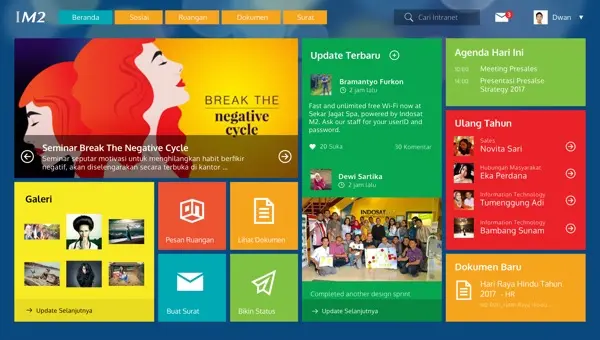 IM2
Beranda
Sosial
Ruangan
Dokumen
Surat
Cari Intranet
Dwan
BREAK THE
negative
cycle
Seminar Break The Negative Cycle
Seminar seputar motivasi untuk menghilangkan habit berfikir
negatif, akan diselengarakan secara terbuka di kantor ...
Galeri
Update Selanjutnya
Pesan Ruangan
Lihat Dokumen
Buat Surat
Bikin Status
Update Terbaru
Bramantyo Furkon
2 jam lalu
Fast and unlimited free Wi-Fi now at
Sekar Jagat Spa, powered by Indosat
M2. Ask our staff for your userID and
password.
20 Suka
30 Komentar
Dewi Sartika
2 jam lalu
INDOSAT
Completed another design sprint
Update Selanjutnya
Agenda Hari Ini
10:00 Meeting Presales
14:00 Presentasi Presalse
Strategy 2017
Ulang Tahun
Sales
Novita Sari
Hubungan Masyarakat
Eka Perdana
Information Technology
Tumenggung Adi
Information Technology
Bambang Sunam
Dokumen Baru
Hari Raya Hindu Tahun
2017 - HR